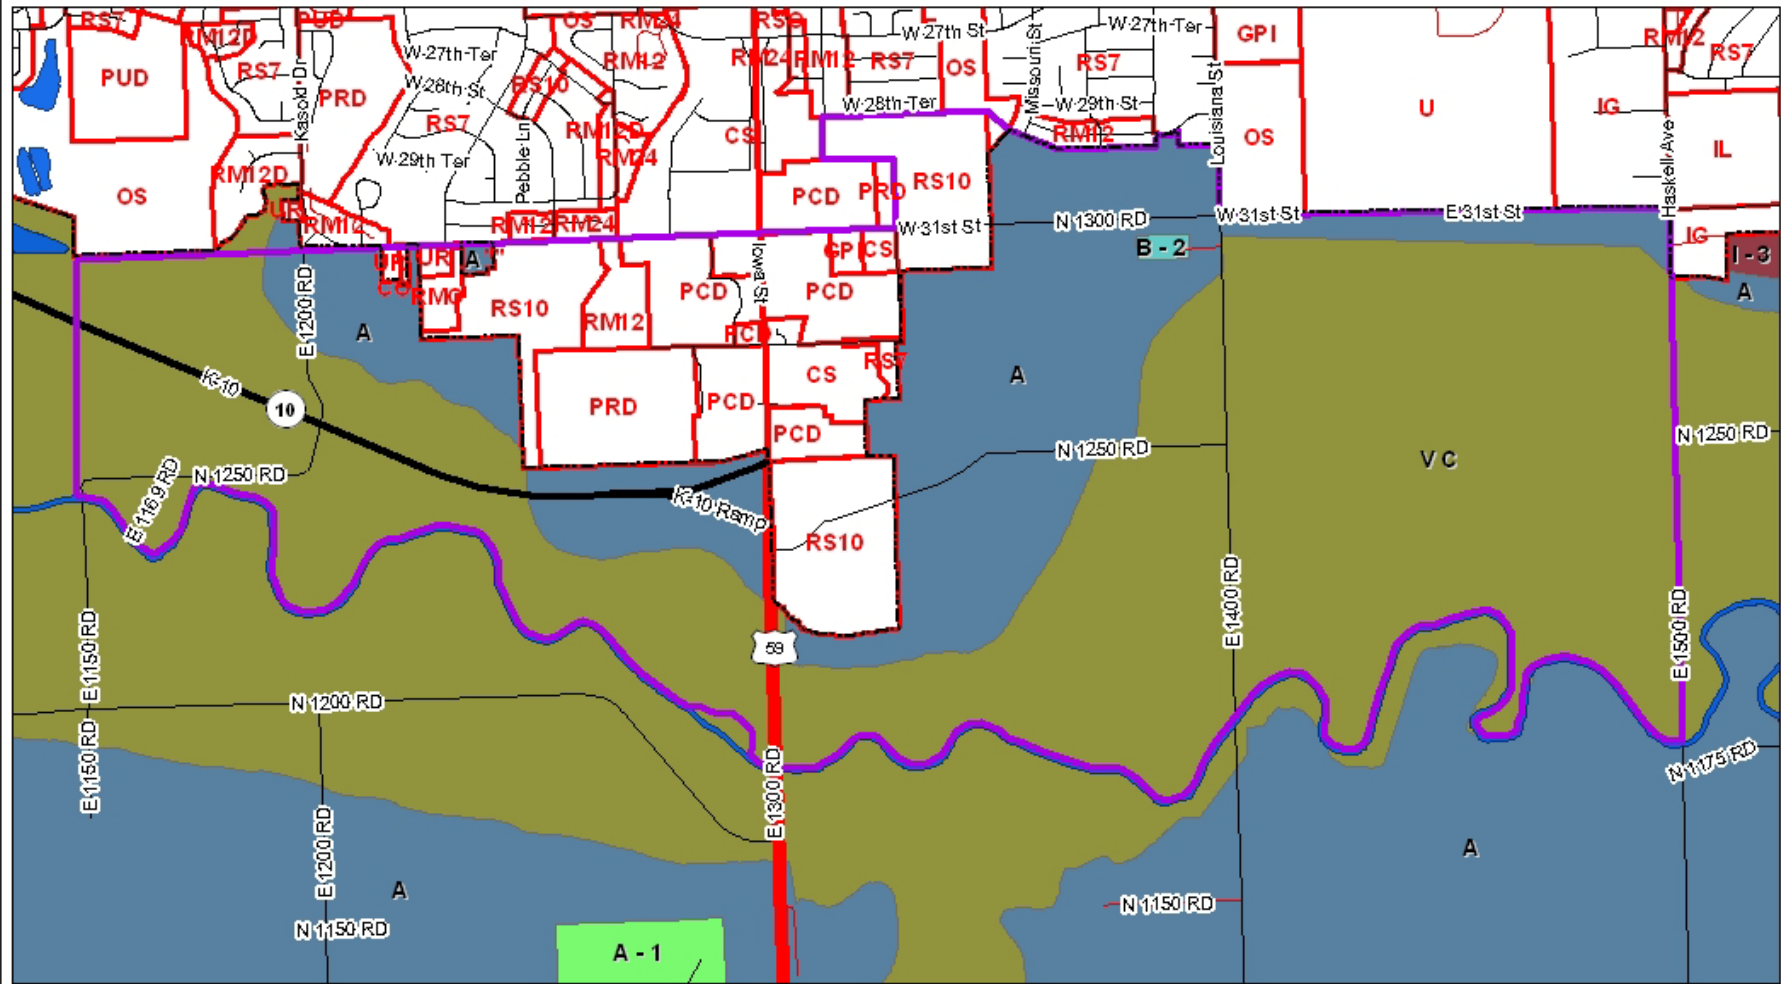 RS7
PUD
OS
RM24
RSO
W 27th St
Missouri St
W 27th Ter
GPI
RM12
RS7
RM12D
PUD
RS7
Kasold Dr
PRD
W 27th-Ter
W 28th St
RS10
RM12
RM24
RM12
RS7
OS
RS7
Louisiana St
U
IG
W 28th-Ter
W 29th St
RS7
RM12D
CS
RM12
OS
Haskell Ave
IL
W 29th Ter
Pebble Ln
RM24
RM12D
OS
PCD
PRD
RS10
UR
RM12
RM12
RM24
W 31st St
N 1300 RD
W 31st St
E 31st St
B - 2
IG
I - 3
UR
UR
A
Iowa St
GPI
CS
CO
RMO
RS10
PCD
PCD
A
E 1200 RD
A
RM12
PCD
K-10
10
RS7
CS
A
PRD
PCD
PCD
N 1250 RD
V C
N 1250 RD
E 1169 RD
N 1250 RD
K-10 Ramp
RS10
E 1150 RD
59
E 1400 RD
E 1500 RD
N 1200 RD
E 1150 RD
E 1300 RD
N 1175 RD
E 1200 RD
A
A
N 1150 RD
N 1150 RD
A - 1